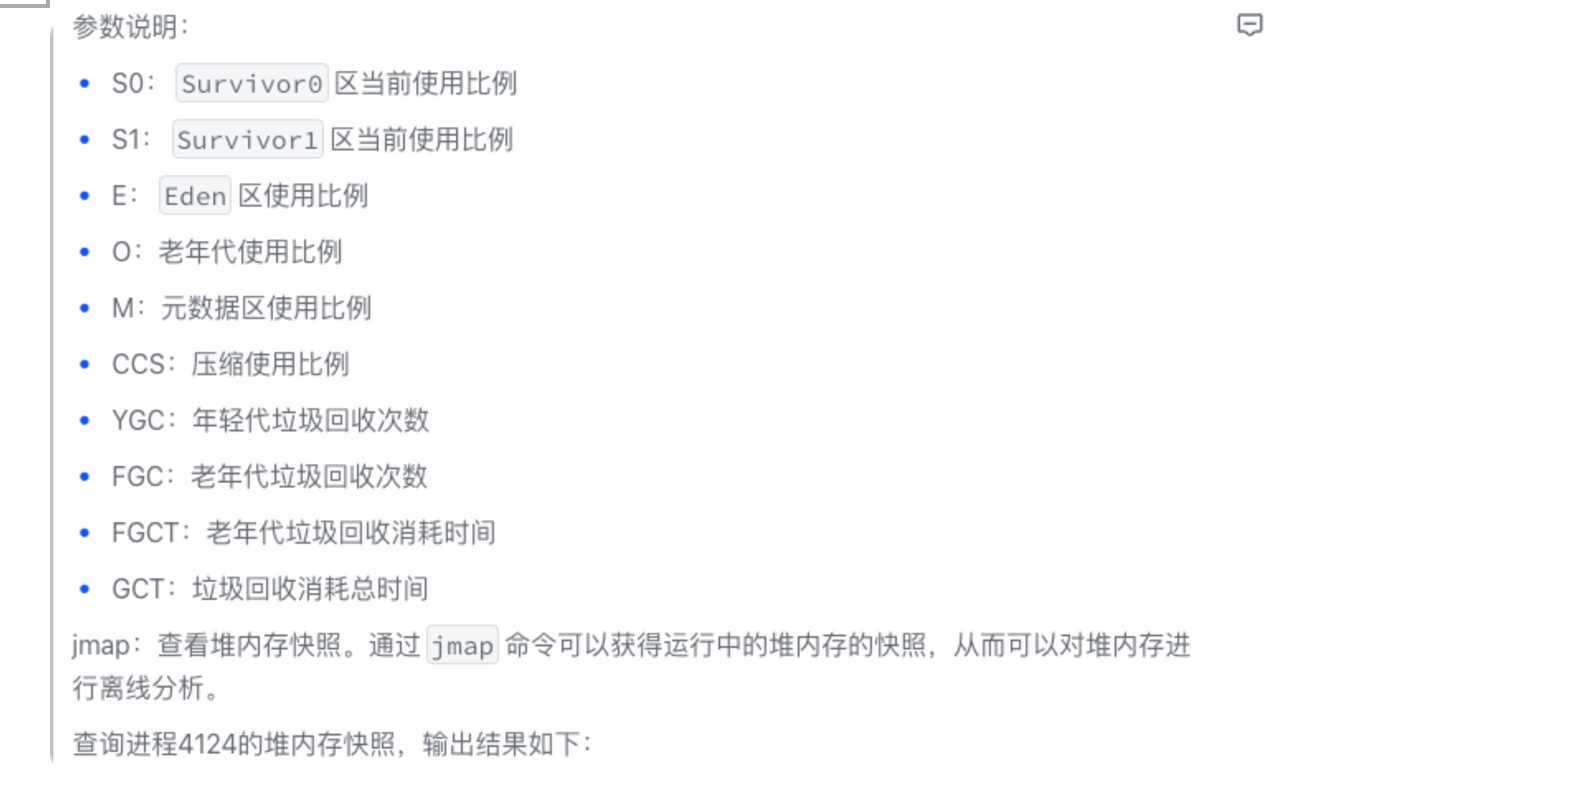 参数说明：
S0： Survivor0 区当前使用比例
S1： Survivor1 区当前使用比例
E： Eden 区使用比例
O：老年代使用比例
M：元数据区使用比例
CCS：压缩使用比例
YGC：年轻代垃圾回收次数
FGC：老年代垃圾回收次数
FGCT：老年代垃圾回收消耗时间
GCT：垃圾回收消耗总时间
jmap：查看堆内存快照。通过 jmap 命令可以获得运行中的堆内存的快照，从而可以对堆内存进
行离线分析。
查询进程4124的堆内存快照，输出结果如下：